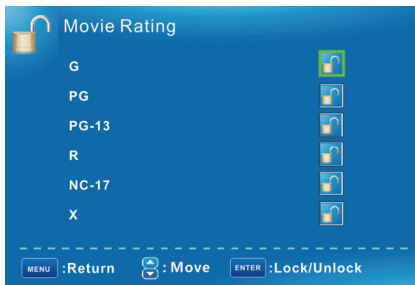 Movie Rating
G
PG
PG-13
R
NC-17
X
MENU :Return : Move ENTER :Lock/Unlock